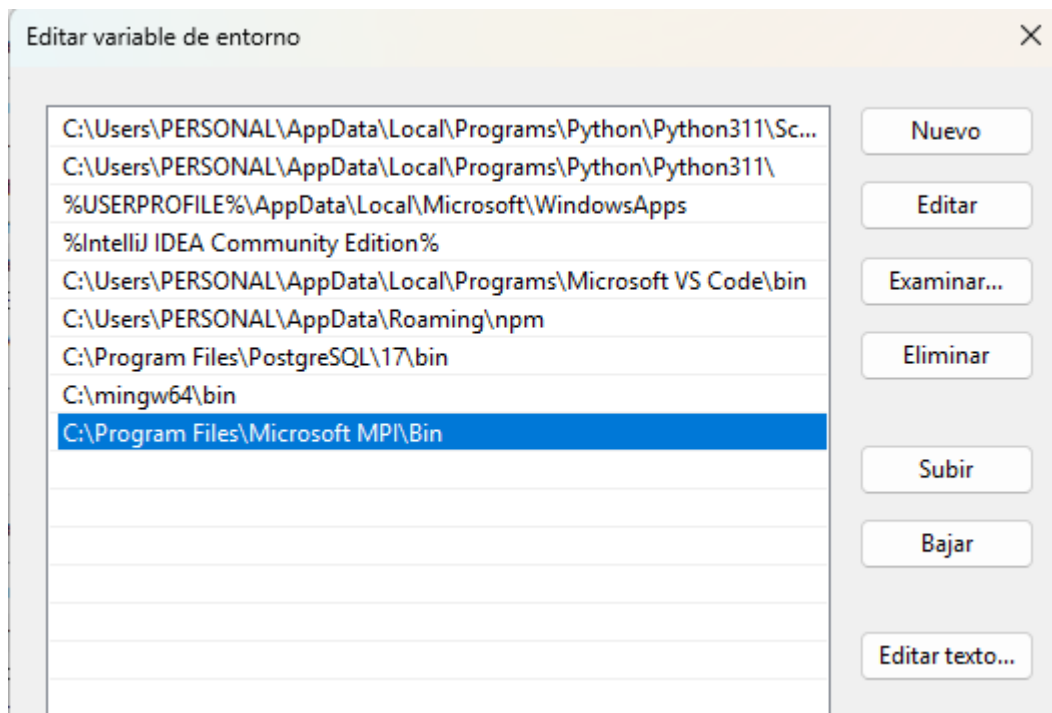 Editar variable de entorno
C:\Users\PERSONAL\AppData\Local\Programs\Python\Python311\Sc...
C:\Users\PERSONAL\AppData\Local\Programs\Python\Python311\
%USERPROFILE%\AppData\Local\Microsoft\WindowsApps
%IntelliJ IDEA Community Edition%
C:\Users\PERSONAL\AppData\Local\Programs\Microsoft VS Code\bin
C:\Users\PERSONAL\AppData\Roaming\npm
C:\Program Files\PostgreSQL\17\bin
C:\mingw64\bin
C:\Program Files\Microsoft MPI\Bin
Nuevo
Editar
Examinar...
Eliminar
Subir
Bajar
Editar texto...